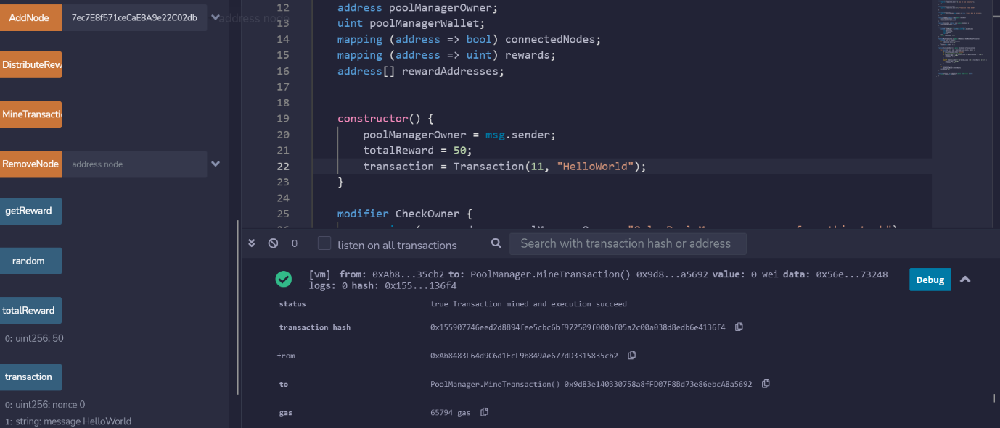 AddNode
7ec7E8f571ceCaE8A9e22C02db
address node
DistributeRew
MineTransacti
RemoveNode
address node
getReward
random
totalReward
0: uint256: 50
transaction
0: uint256: nonce 0
1: string: message HelloWorld
12 address poolManagerOwner;
13 uint poolManagerWallet;
14 mapping (address => bool) connectedNodes;
15 mapping (address => uint) rewards;
16 address[] rewardAddresses;
17
18
19 constructor() {
20 poolManagerOwner = msg.sender;
21 totalReward = 50;
22 transaction = Transaction(11, "HelloWorld");
23 }
24
25 modifier CheckOwner {
0
listen on all transactions
Search with transaction hash or address
[vm] from: 0xAb8...35cb2 to: PoolManager.MineTransaction() 0x9d8...a5692 value: 0 wei data: 0x56e...73248
logs: 0 hash: 0x155...136f4
Debug
status true Transaction mined and execution succeed
transaction hash 0x155907746eed2d8894fee5cbc6bf972509f000bf05a2c00a038d8edb6e4136f4
from 0xAb8483F64d9C6d1EcF9b849Ae677dD3315835cb2
to PoolManager.MineTransaction() 0x9d83e140330758a8fFD07F8Bd73e86ebcA8a5692
gas 65794 gas